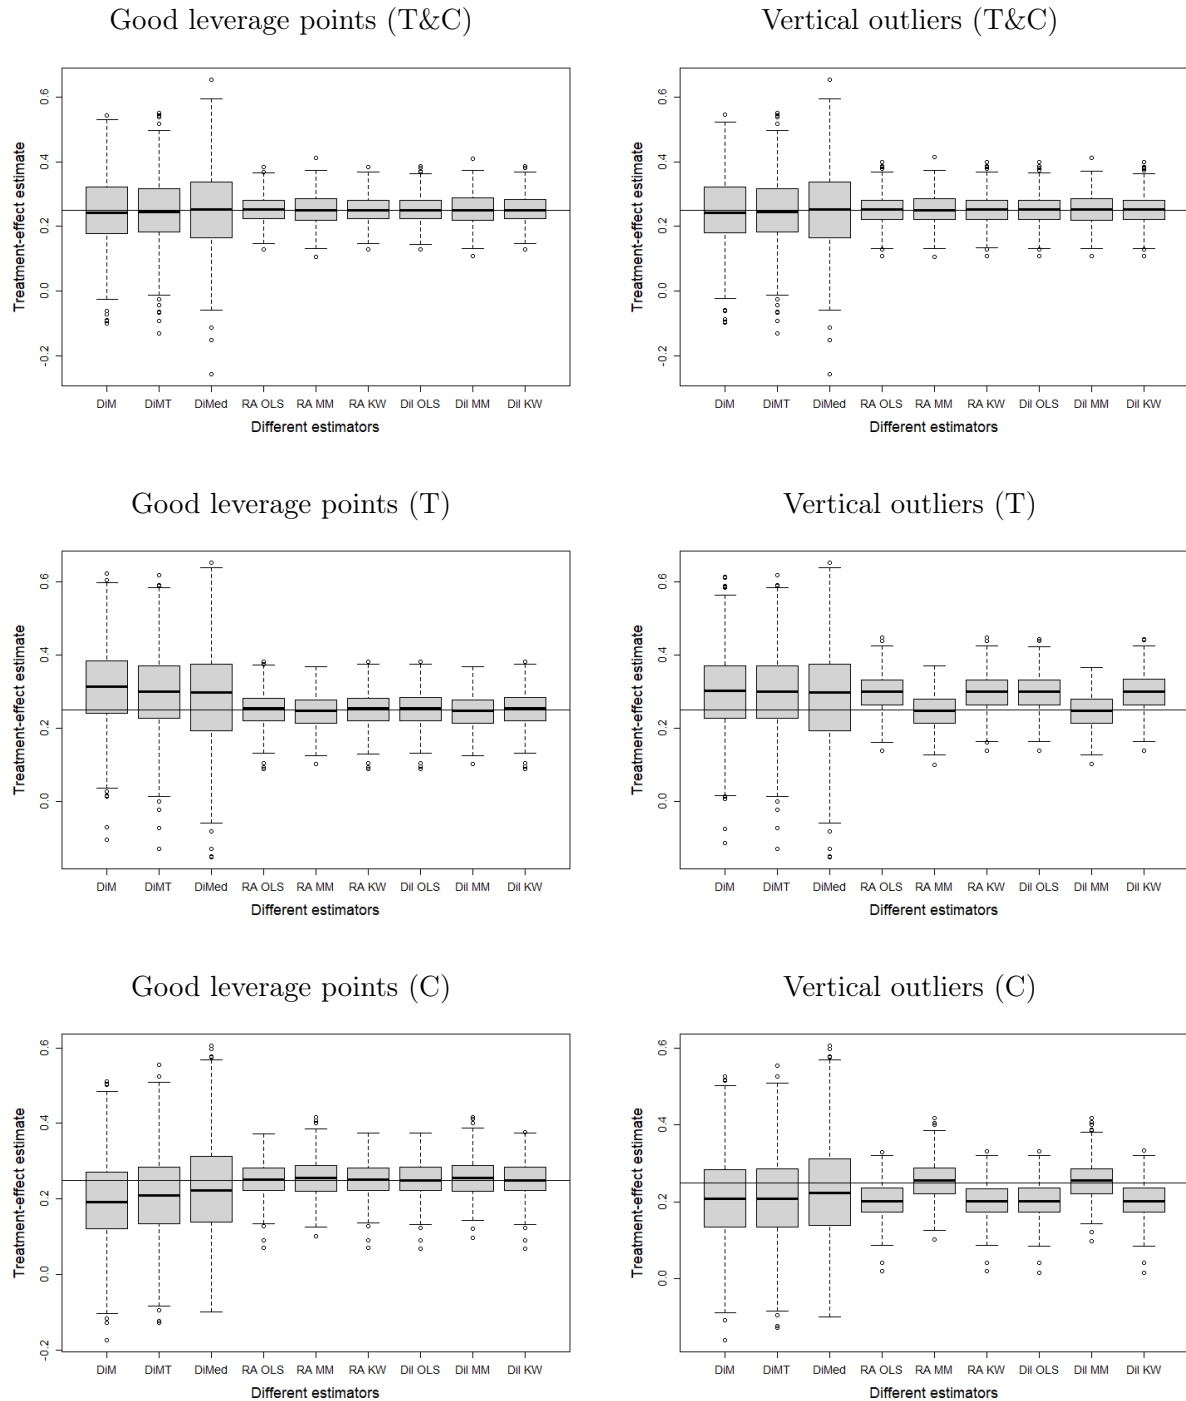 Good leverage points (T&C)
Vertical outliers (T&C)
Treatment-effect estimate
0.6
0.4
0.2
0.0
-0.2
DiM DiMT DiMed RA OLS RA MM RA KW DiI OLS DiI MM DiI KW
Different estimators
Treatment-effect estimate
0.6
0.4
0.2
0.0
-0.2
DiM DiMT DiMed RA OLS RA MM RA KW DiI OLS DiI MM DiI KW
Different estimators
Good leverage points (T)
Vertical outliers (T)
Treatment-effect estimate
0.6
0.4
0.2
0.0
DiM DiMT DiMed RA OLS RA MM RA KW DiI OLS DiI MM DiI KW
Different estimators
Treatment-effect estimate
0.6
0.4
0.2
0.0
DiM DiMT DiMed RA OLS RA MM RA KW DiI OLS DiI MM DiI KW
Different estimators
Good leverage points (C)
Vertical outliers (C)
Treatment-effect estimate
0.6
0.4
0.2
0.0
-0.2
DiM DiMT DiMed RA OLS RA MM RA KW DiI OLS DiI MM DiI KW
Different estimators
Treatment-effect estimate
0.6
0.4
0.2
0.0
DiM DiMT DiMed RA OLS RA MM RA KW DiI OLS DiI MM DiI KW
Different estimators